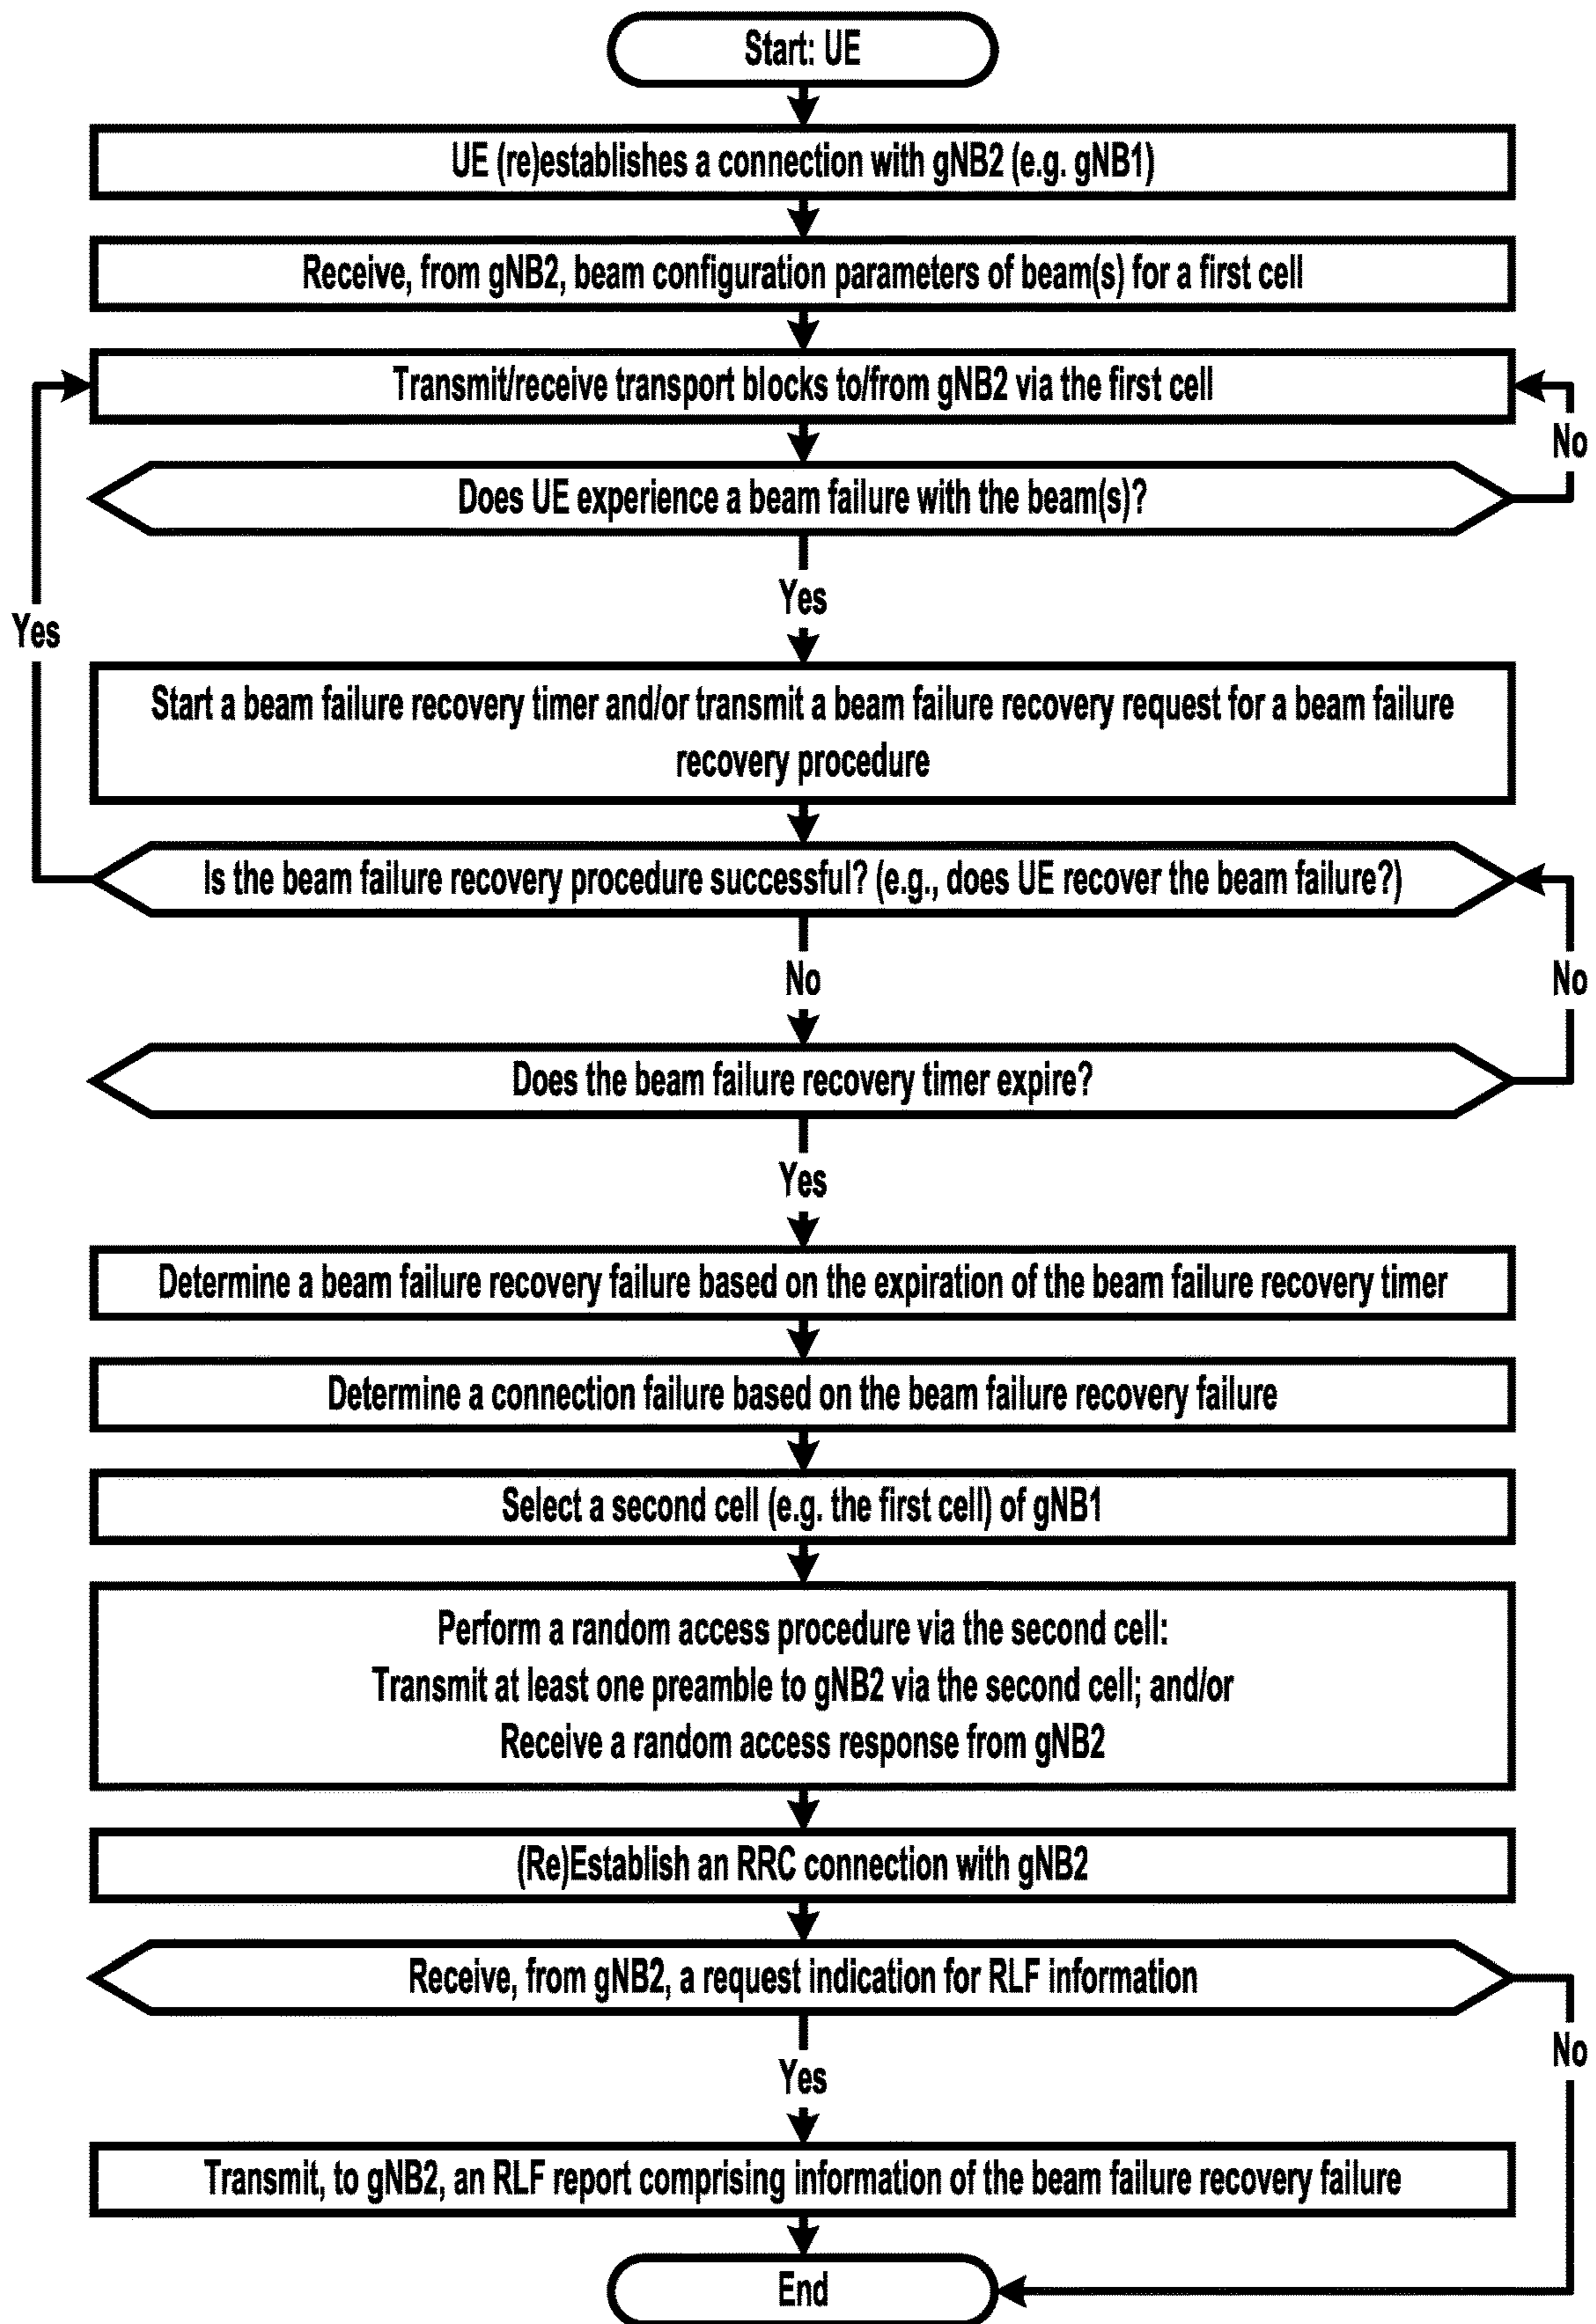 Start: UE
UE (re)establishes a connection with gNB2 (e.g. gNB1)
Receive, from gNB2, beam configuration parameters of beam(s) for a first cell
Transmit/receive transport blocks to/from gNB2 via the first cell
No
Does UE experience a beam failure with the beam(s)?
Yes
Yes
Start a beam failure recovery timer and/or transmit a beam failure recovery request for a beam failure
recovery procedure
Is the beam failure recovery procedure successful? (e.g., does UE recover the beam failure?)
No
No
Does the beam failure recovery timer expire?
Yes
Determine a beam failure recovery failure based on the expiration of the beam failure recovery timer
Determine a connection failure based on the beam failure recovery failure
Select a second cell (e.g. the first cell) of gNB1
Perform a random access procedure via the second cell:
Transmit at least one preamble to gNB2 via the second cell; and/or
Receive a random access response from gNB2
(Re)Establish an RRC connection with gNB2
Receive, from gNB2, a request indication for RLF information
No
Yes
Transmit, to gNB2, an RLF report comprising information of the beam failure recovery failure
End